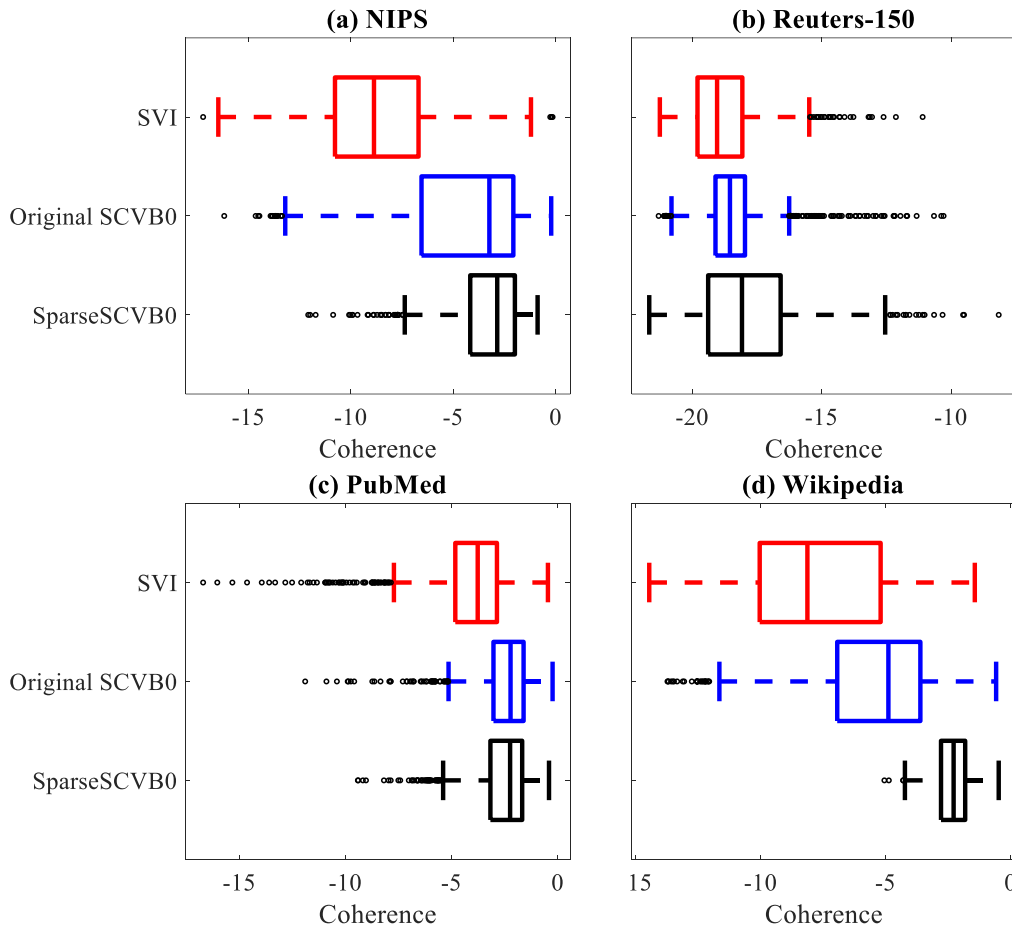 (a) NIPS
(b) Reuters-150
SVI
Original SCVB0
SparseSCVB0
-15 -10 -5 0
-20 -15 -10
Coherence
Coherence
(c) PubMed
(d) Wikipedia
SVI
Original SCVB0
SparseSCVB0
-15 -10 -5 0
15 -10 -5 0
Coherence
Coherence